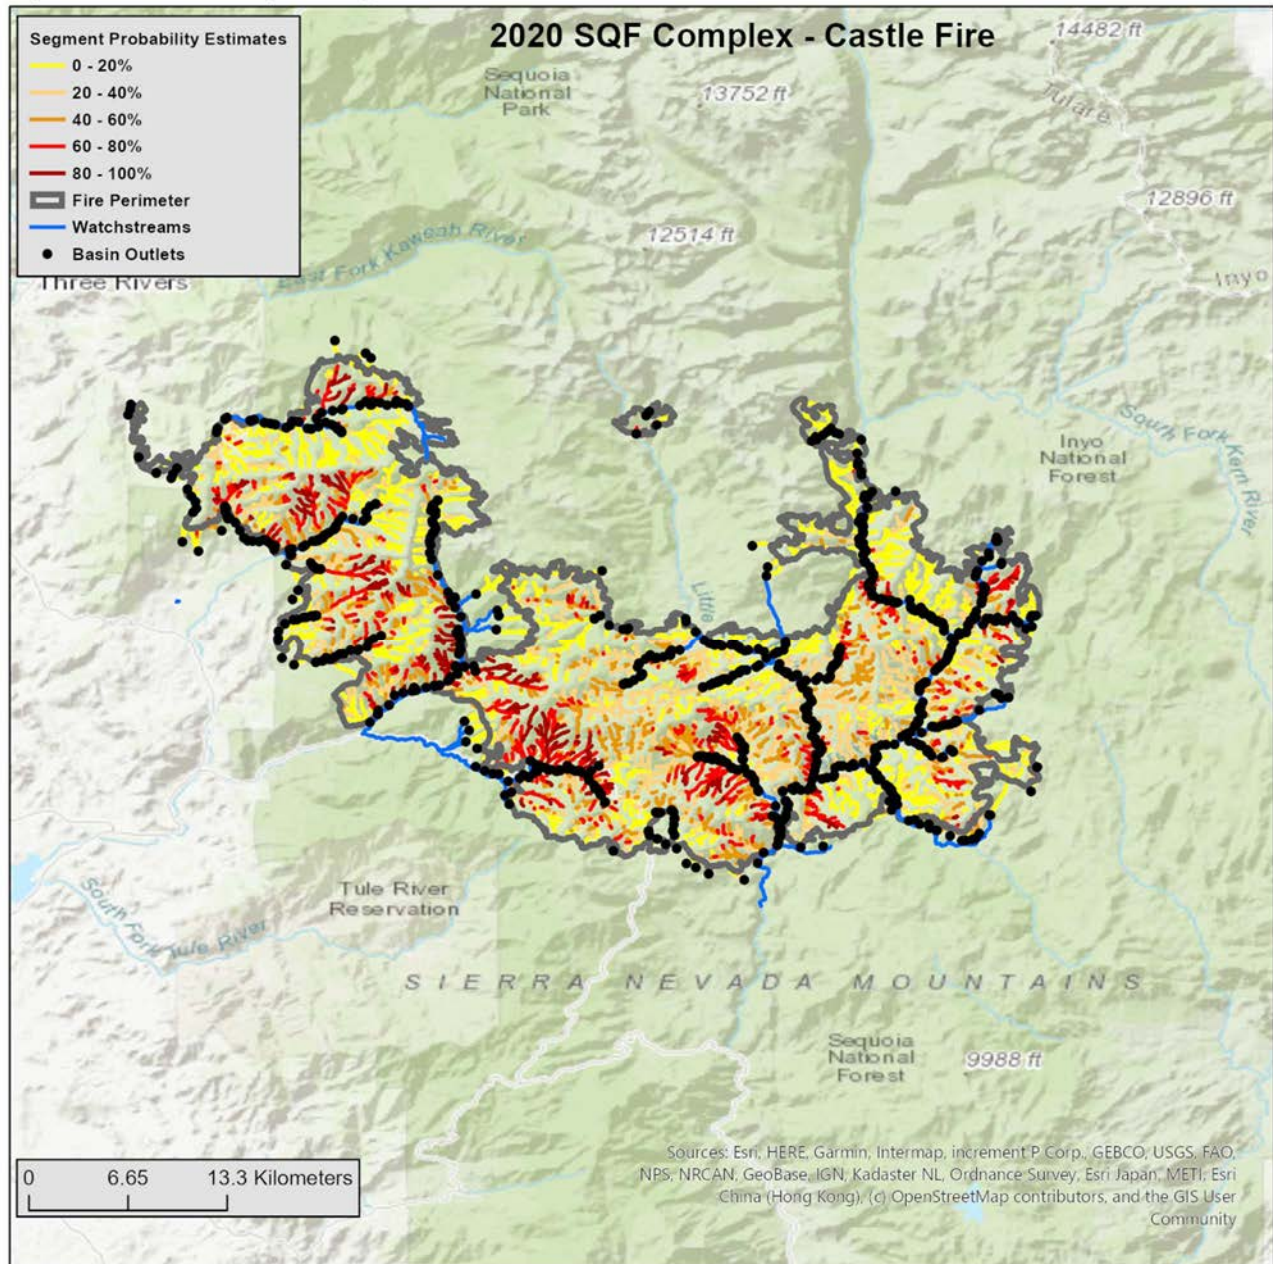 2020 SQF Complex - Castle Fire
Segment Probability Estimates
0 - 20%
20 - 40%
40 - 60%
60 - 80%
80 - 100%
Fire Perimeter
Watchstreams
Basin Outlets
14482 ft
Sequoia
National
Park
13752 ft
Tulare
12896 ft
12514 ft
East Fork Kaweah River
Inyo
Three Rivers
South Fork Kern River
Inyo
National
Forest
Little
Tule River
Reservation
South Fork Tule River
SIERRA NEVADA MOUNTAINS
Sequoia
National
Forest
9988 ft
0 6.65 13.3 Kilometers
Sources: Esri, HERE, Garmin, Intermap, increment P Corp., GEBCO, USGS, FAO,
NPS, NRCAN, GeoBase, IGN, Kadaster NL, Ordnance Survey, Esri Japan, METI, Esri
China (Hong Kong), (c) OpenStreetMap contributors, and the GIS User
Community